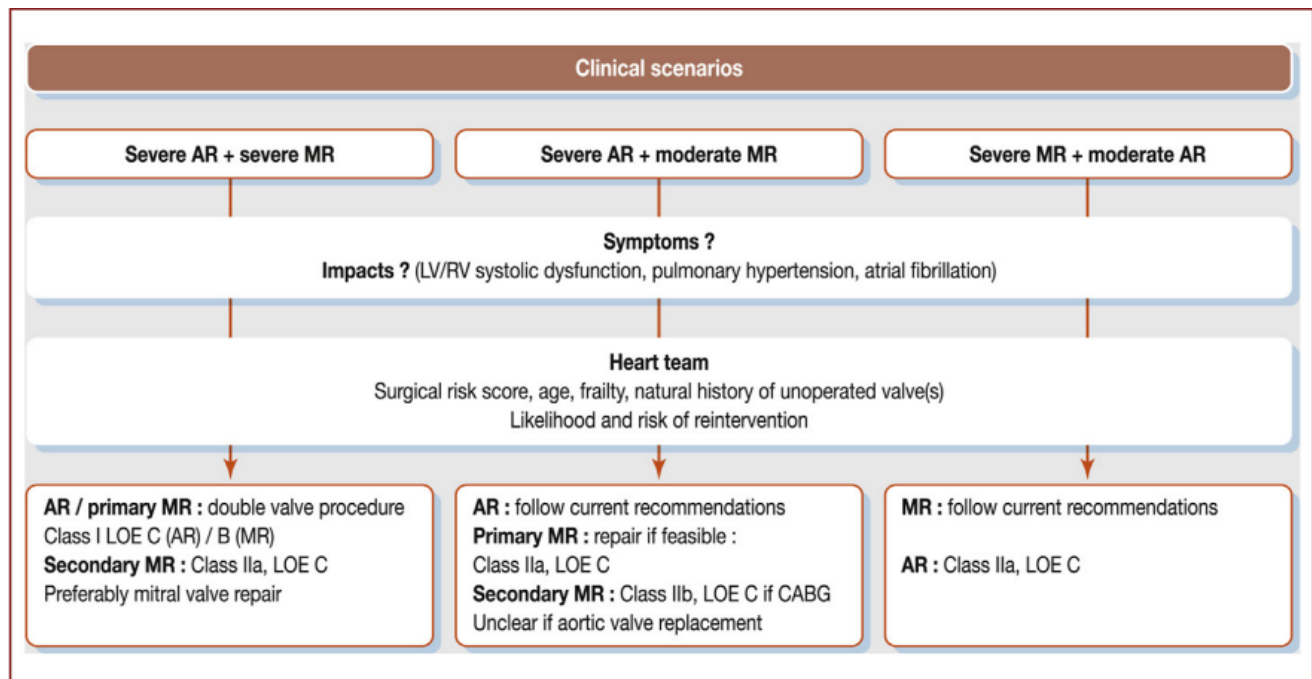 Clinical scenarios
Severe AR + severe MR
Severe AR + moderate MR
Severe MR + moderate AR
Symptoms ?
Impacts ? (LV/RV systolic dysfunction, pulmonary hypertension, atrial fibrillation)
Heart team
Surgical risk score, age, frailty, natural history of unoperated valve(s)
Likelihood and risk of reintervention
AR / primary MR : double valve procedure
Class I LOE C (AR) / B (MR)
Secondary MR : Class IIa, LOE C
Preferably mitral valve repair
AR : follow current recommendations
Primary MR : repair if feasible :
Class IIa, LOE C
Secondary MR : Class IIb, LOE C if CABG
Unclear if aortic valve replacement
MR : follow current recommendations
AR : Class IIa, LOE C